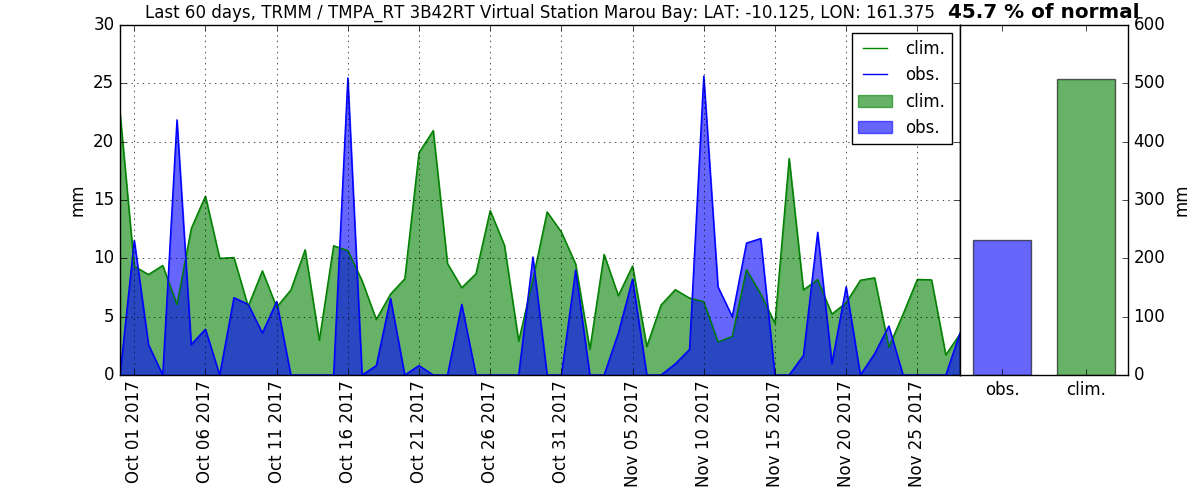 Last 60 days, TRMM / TMPA_RT 3B42RT Virtual Station Marou Bay: LAT: -10.125, LON: 161.375 45.7 % of normal
30
25
20
15
10
5
0
mm
clim.
obs.
clim.
obs.
600
500
400
300
200
100
0
mm
Oct 01 2017
Oct 06 2017
Oct 11 2017
Oct 16 2017
Oct 21 2017
Oct 26 2017
Oct 31 2017
Nov 05 2017
Nov 10 2017
Nov 15 2017
Nov 20 2017
Nov 25 2017
obs.
clim.